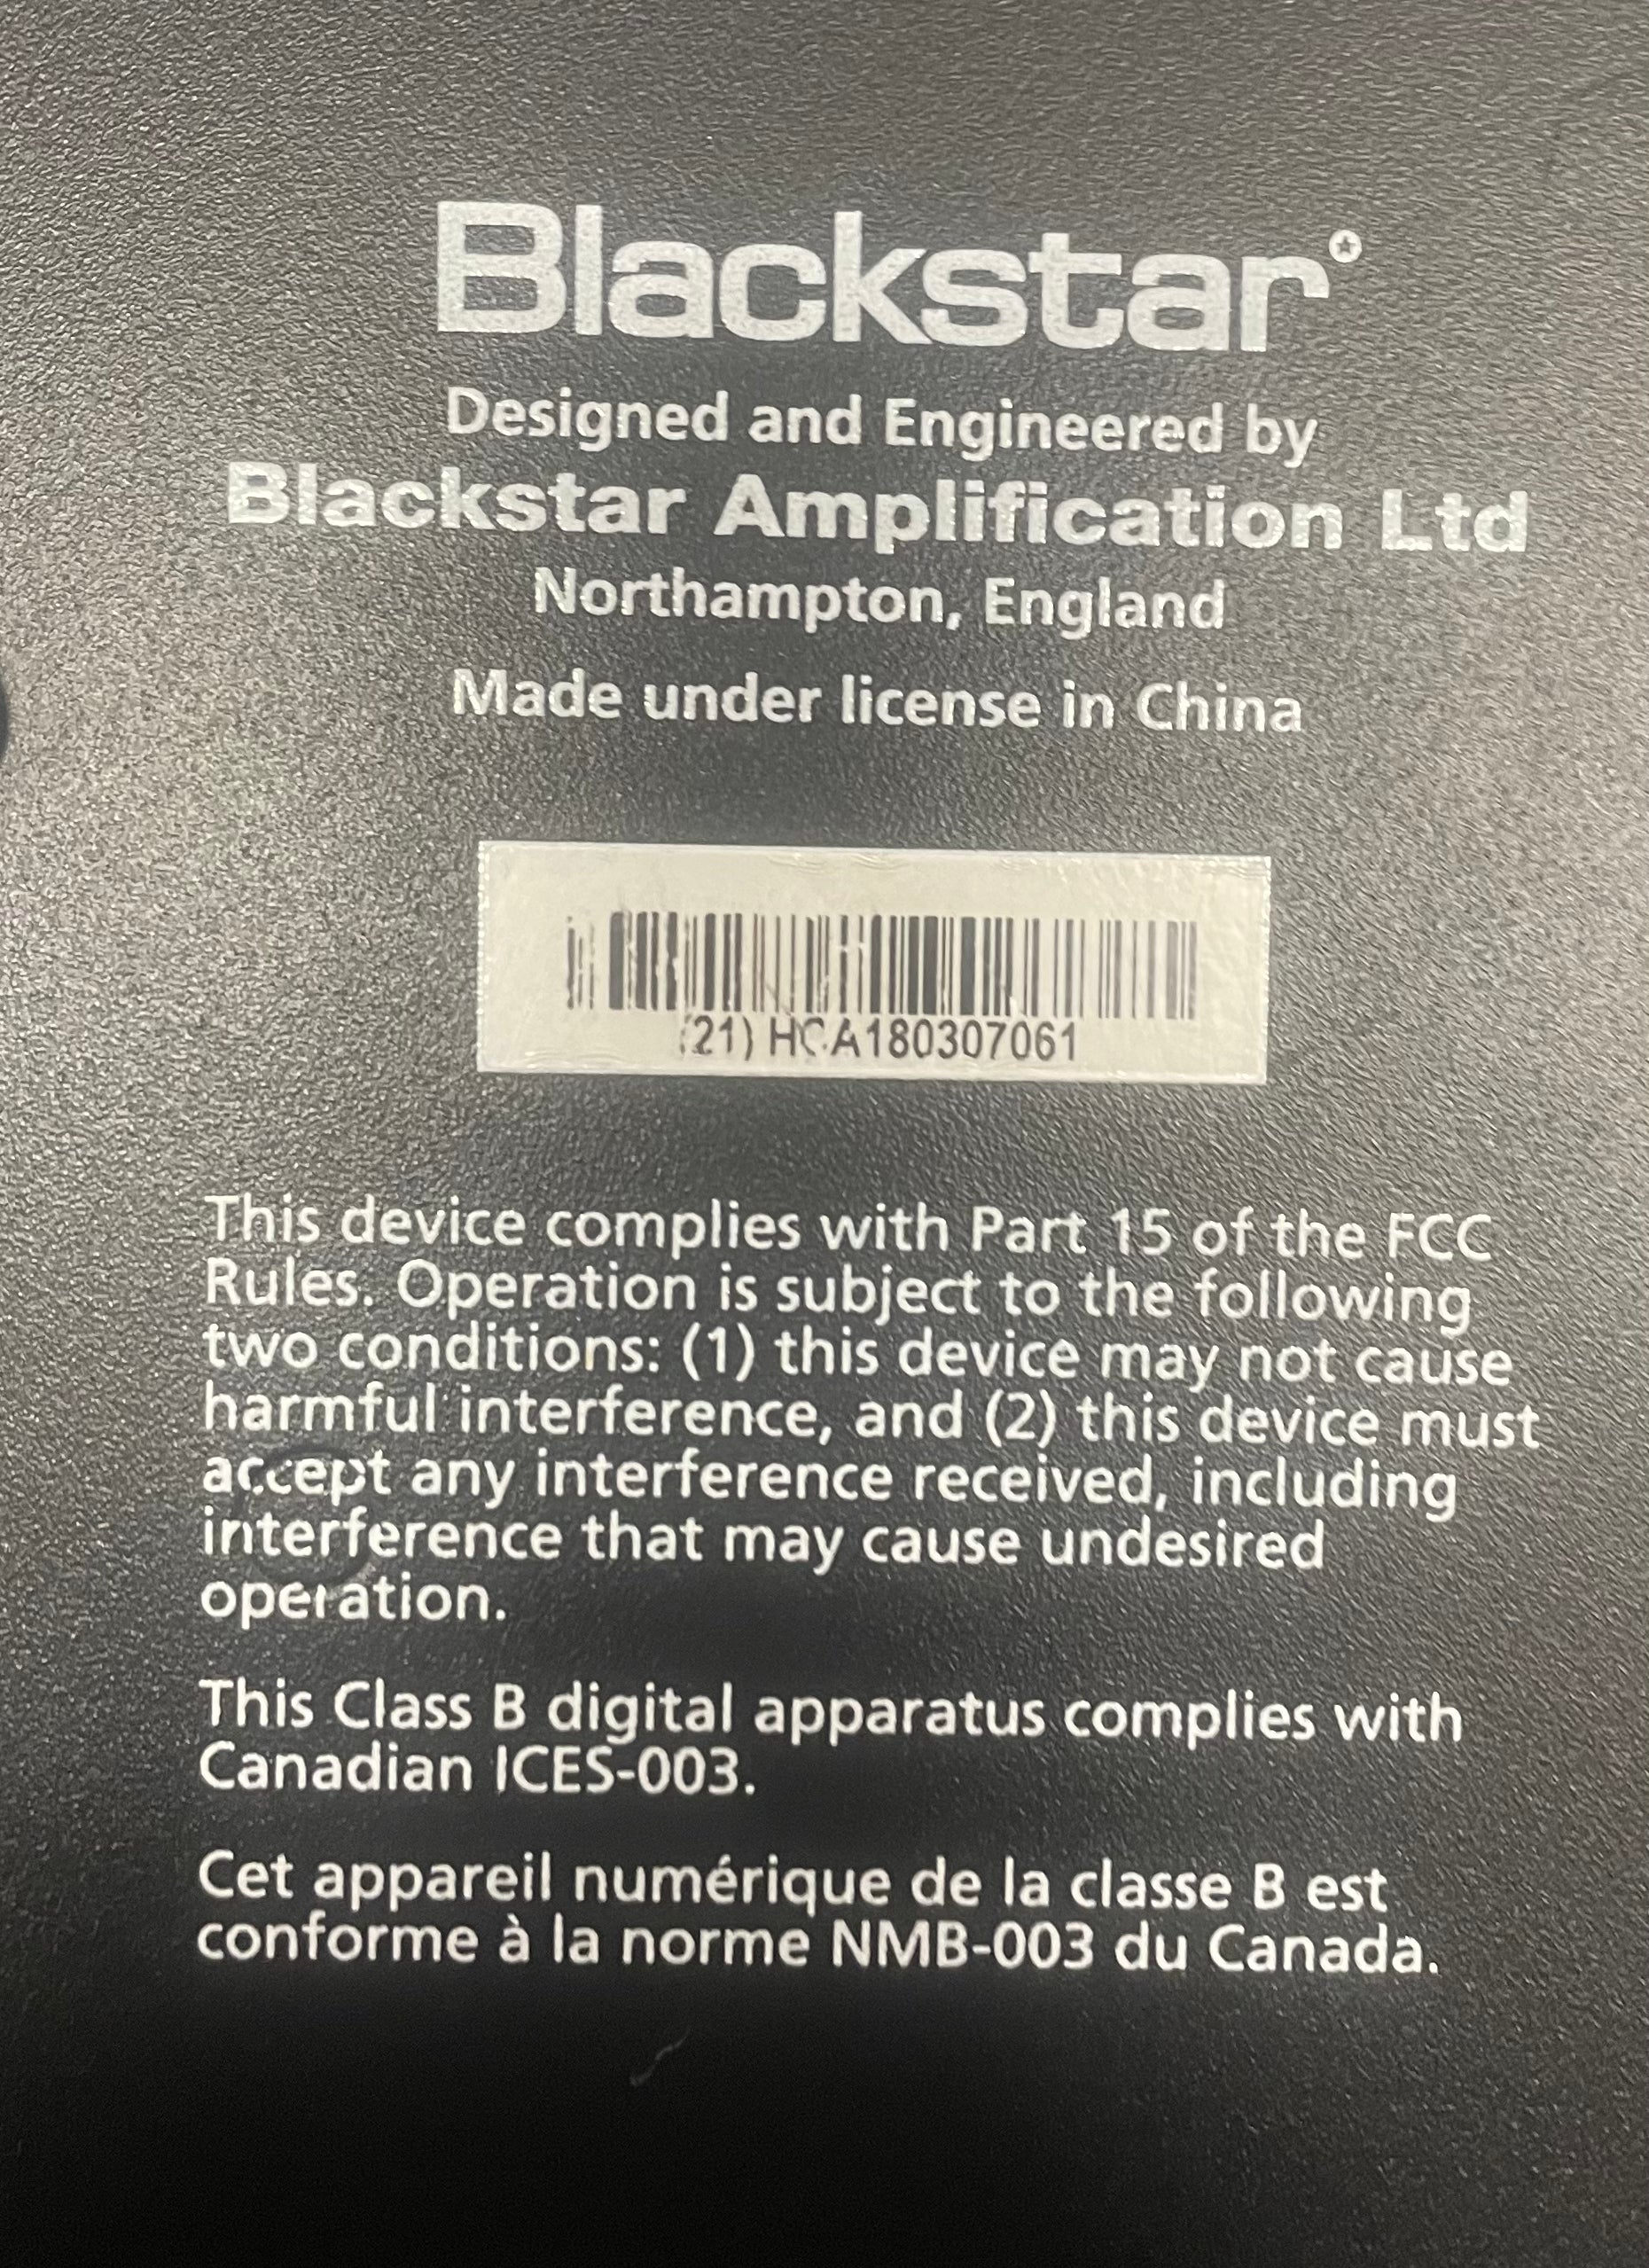 Blackstar
Designed and Engineered by
Blackstar Amplification Ltd
Northampton, England
Made under license in China
(21) HCA180307061
This device complies with Part 15 of the FCC
Rules. Operation is subject to the following
two conditions: (1) this device may not cause
harmful interference, and (2) this device must
accept any interference received, including
interference that may cause undesired
operation.
This Class B digital apparatus complies with
Canadian ICES-003.
Cet appareil numérique de la classe B est
conforme à la norme NMB-003 du Canada.